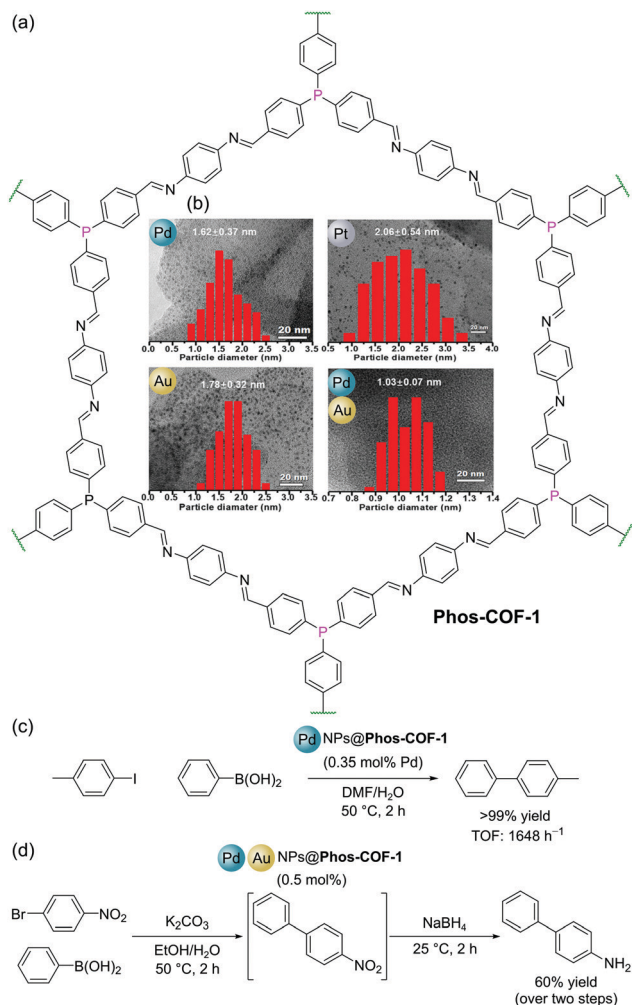 (a)
P
N
N
N
N
P
P
N
N
N
N
P
P
N
N
N
N
P
(b)
Pd
1.62±0.37 nm
20 nm
0.0 0.5 1.0 1.5 2.0 2.5 3.0 3.5
Particle diameter (nm)
Pt
2.06±0.54 nm
20 nm
0.5 1.0 1.5 2.0 2.5 3.0 3.5 4.0
Particle diameter (nm)
Au
1.78±0.32 nm
20 nm
0.0 0.5 1.0 1.5 2.0 2.5 3.0 3.5
Particle diamater (nm)
Pd
Au
1.03±0.07 nm
20 nm
0.7 0.8 0.9 1.0 1.1 1.2 1.3 1.4
Particle diameter (nm)
Phos-COF-1
(c)
Pd NPs@Phos-COF-1
(0.35 mol% Pd)
I
B(OH)2
DMF/H2O
50 °C, 2 h
>99% yield
TOF: 1648 h−1
(d)
Pd Au NPs@Phos-COF-1
(0.5 mol%)
Br
NO2
B(OH)2
K2CO3
EtOH/H2O
50 °C, 2 h
NO2
NaBH4
25 °C, 2 h
NH2
60% yield
(over two steps)